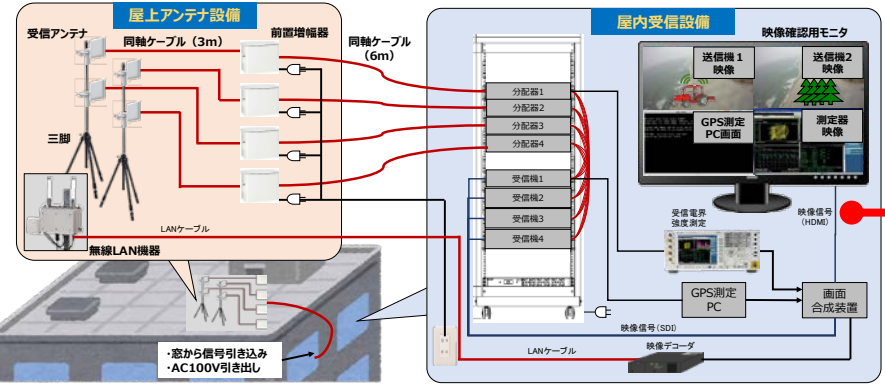 屋上アンテナ設備
受信アンテナ
同軸ケーブル（3m）
前置増幅器
三脚
LANケーブル
無線LAN機器
同軸ケーブル
（6m）
・窓から信号引き込み
・AC100V引き出し
屋内受信設備
映像確認用モニタ
分配器1
分配器2
分配器3
分配器4
受信機1
受信機2
受信機3
受信機4
送信機１
映像
送信機2
映像
GPS測定
PC画面
測定器
映像
受信電界
強度測定
映像信号
（HDMI）
GPS測定
PC
画面
合成装置
映像信号（SDI）
LANケーブル
映像デコーダ